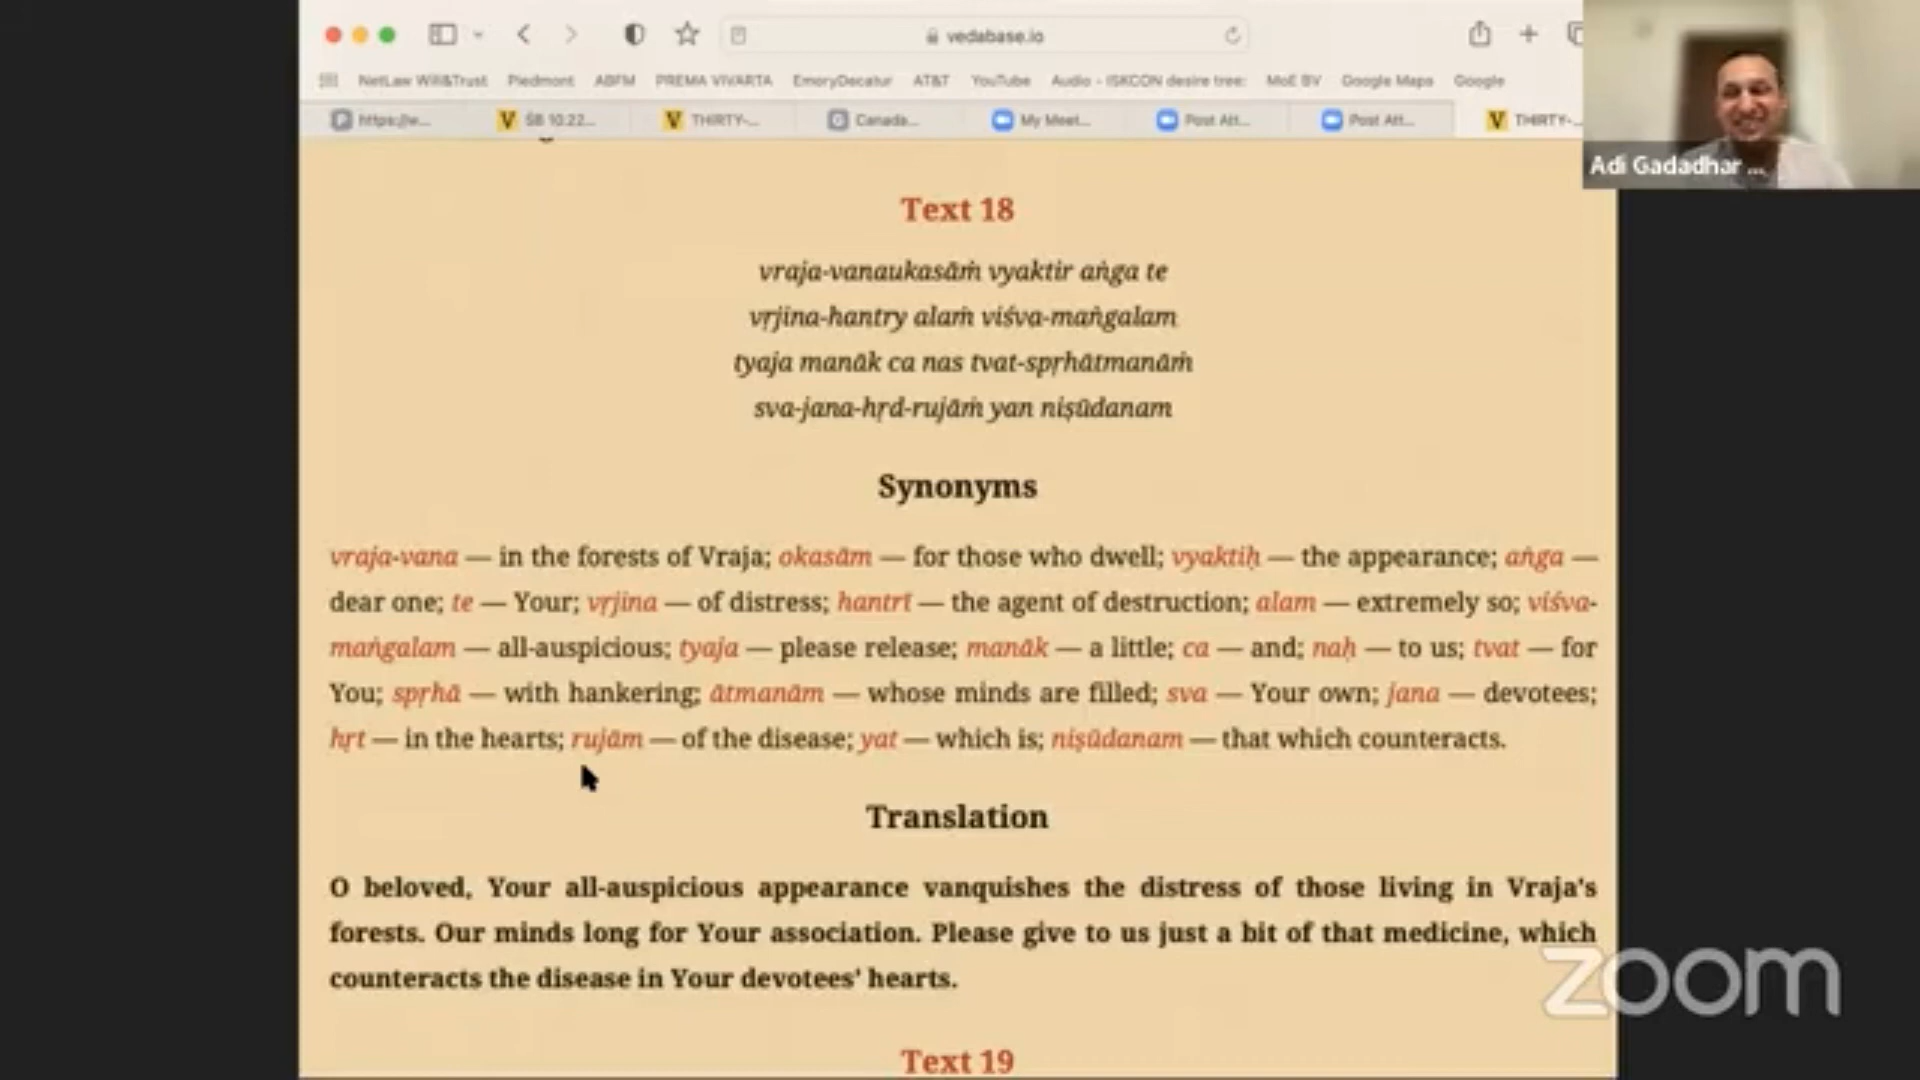 vedabase.io
NetLaw Will&Trust Piedmont ABFM PREMA VIVARTA EmoryDecatur AT&T YouTube Audio - ISKCON desire tree: MoE BV Google Maps Google
https://w... SB 10.22... THIRTY-... Canada... My Meet... Post Att... Post Att... THIRTY-...
Adi Gadadhar ...
Text 18
vraja-vanaukasāṁ vyaktir aṅga te
vṛjina-hantry alaṁ viśva-maṅgalam
tyaja manāk ca nas tvat-spṛhātmanāṁ
sva-jana-hṛd-rujāṁ yan niṣūdanam
Synonyms
vraja-vana — in the forests of Vraja; okasām — for those who dwell; vyaktiḥ — the appearance; aṅga —
dear one; te — Your; vṛjina — of distress; hantrī — the agent of destruction; alam — extremely so; viśva-
maṅgalam — all-auspicious; tyaja — please release; manāk — a little; ca — and; naḥ — to us; tvat — for
You; spṛhā — with hankering; ātmanām — whose minds are filled; sva — Your own; jana — devotees;
hṛt — in the hearts; rujām — of the disease; yat — which is; niṣūdanam — that which counteracts.
Translation
O beloved, Your all-auspicious appearance vanquishes the distress of those living in Vraja's
forests. Our minds long for Your association. Please give to us just a bit of that medicine, which
counteracts the disease in Your devotees' hearts.
zoom
Text 19